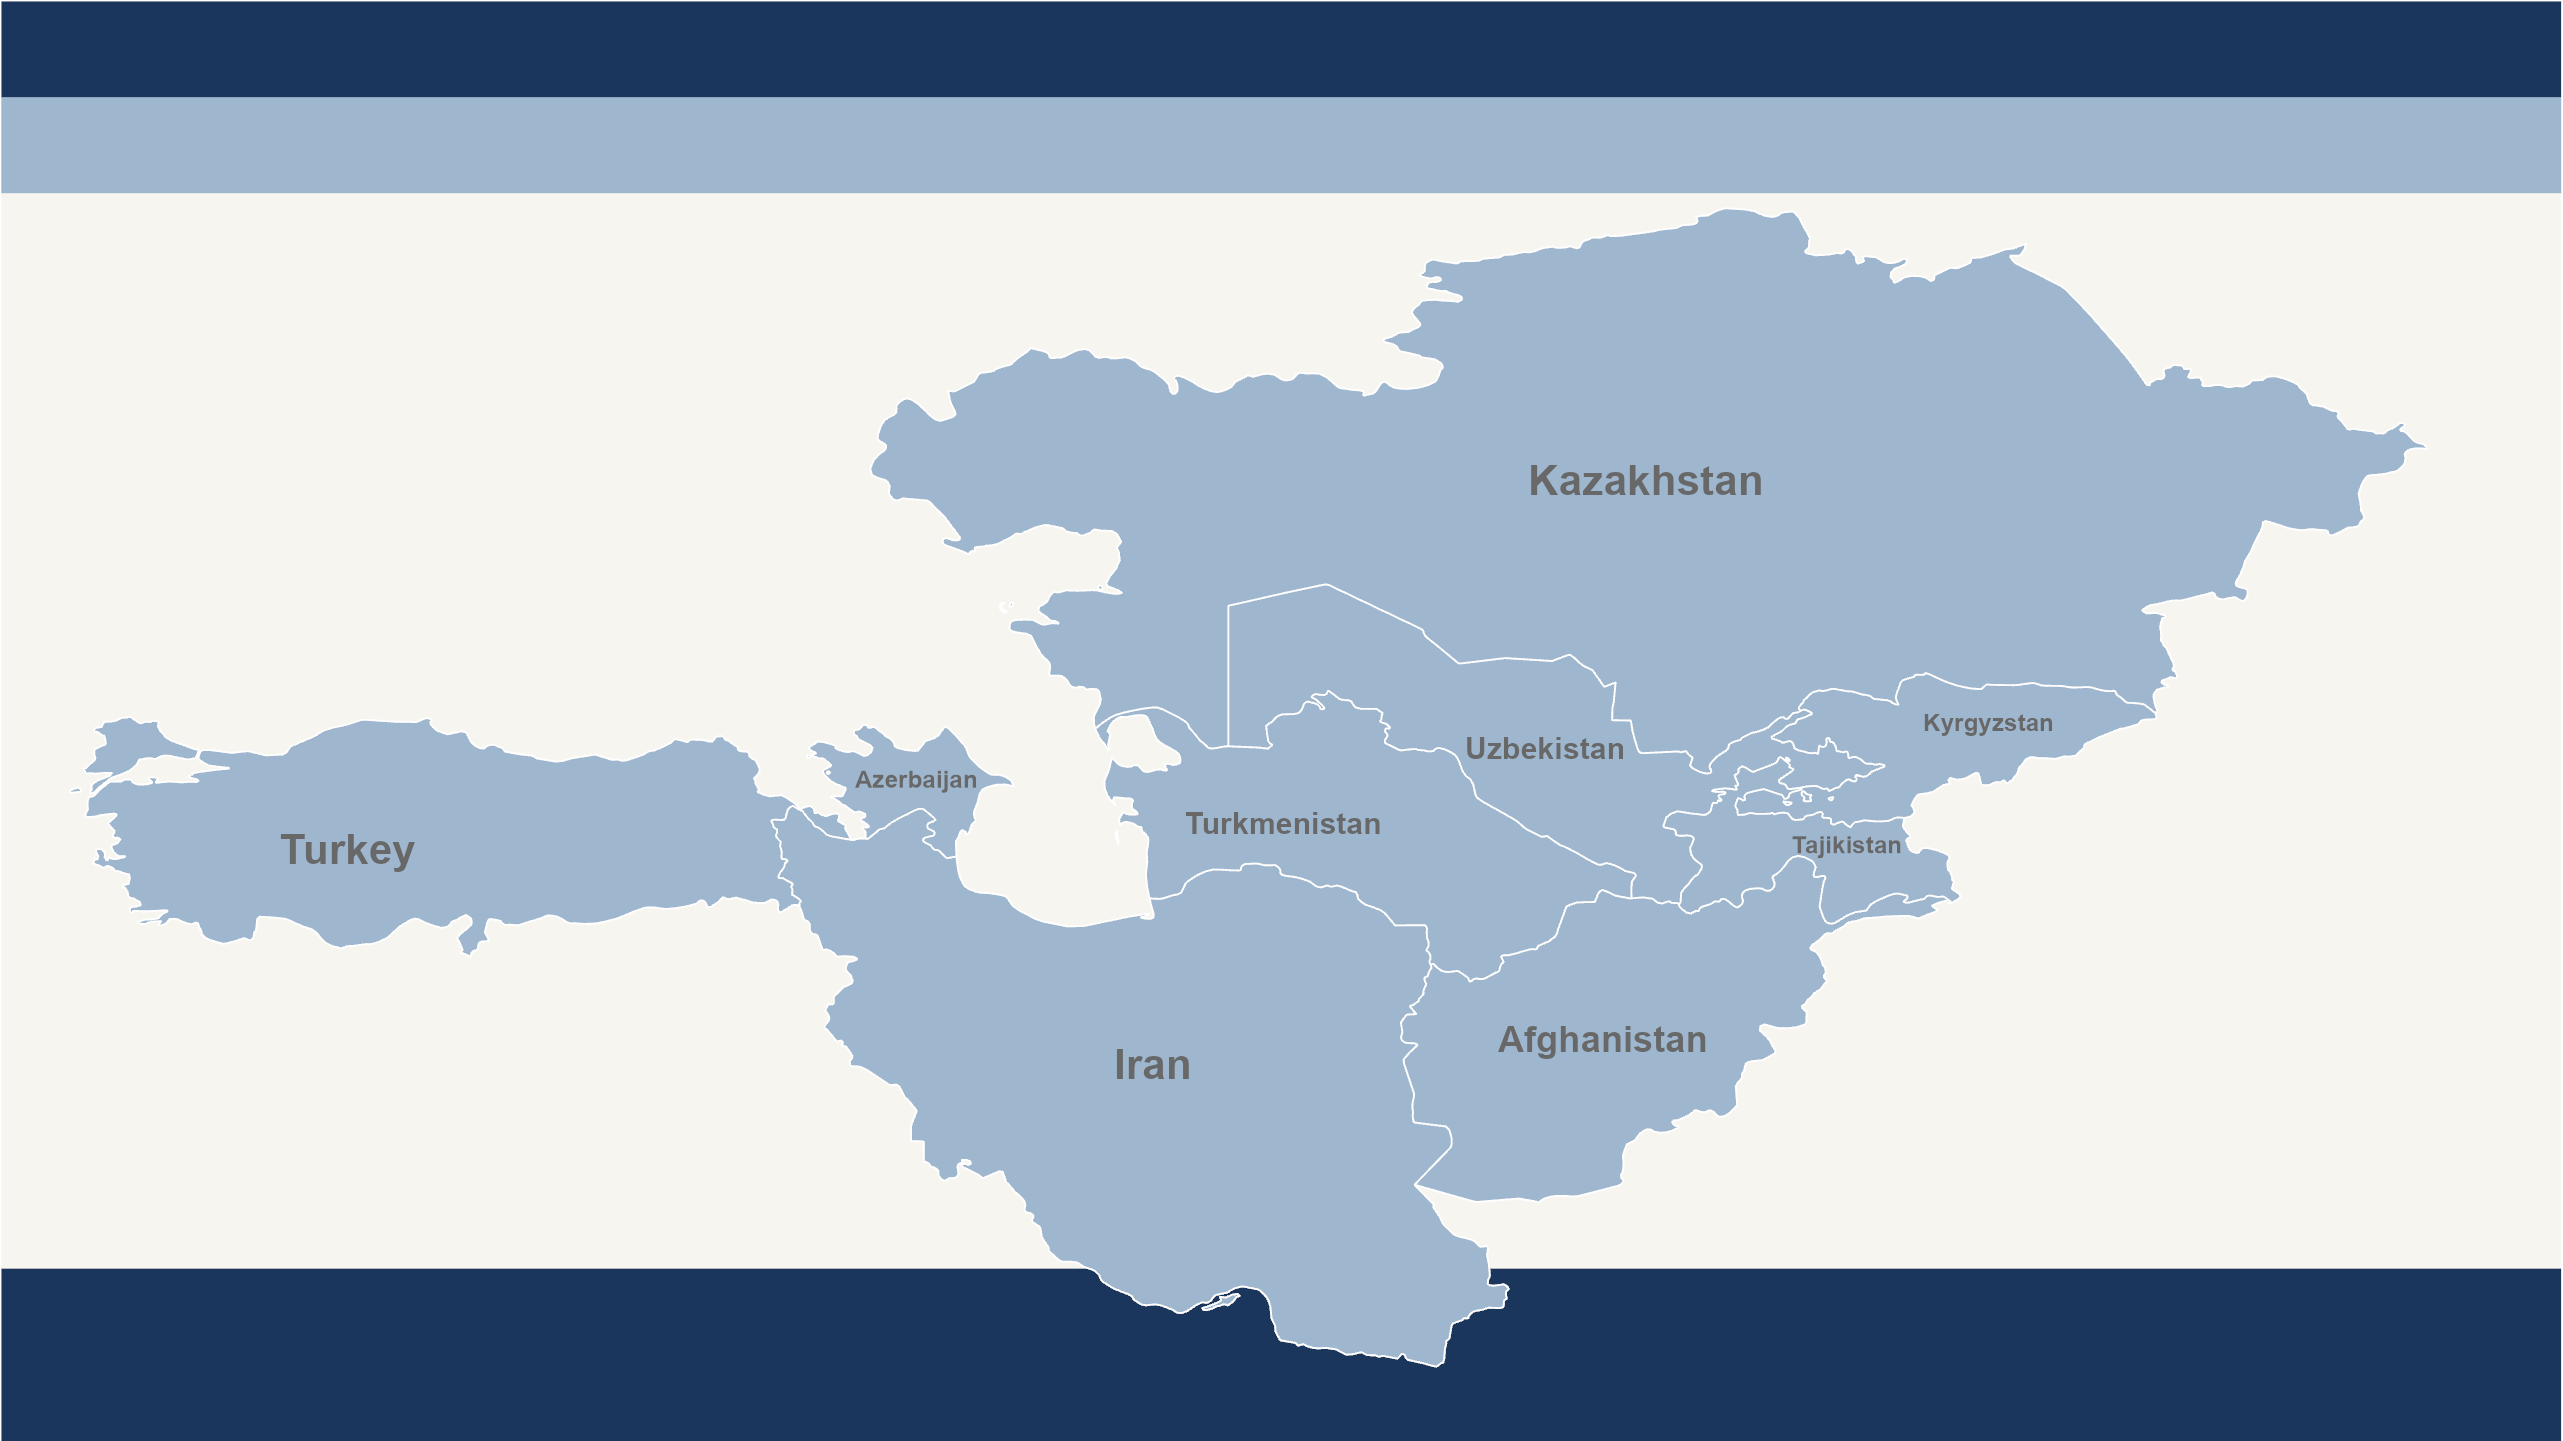 Kazakhstan
Kyrgyzstan
Uzbekistan
Azerbaijan
Turkmenistan
Tajikistan
Turkey
Afghanistan
Iran